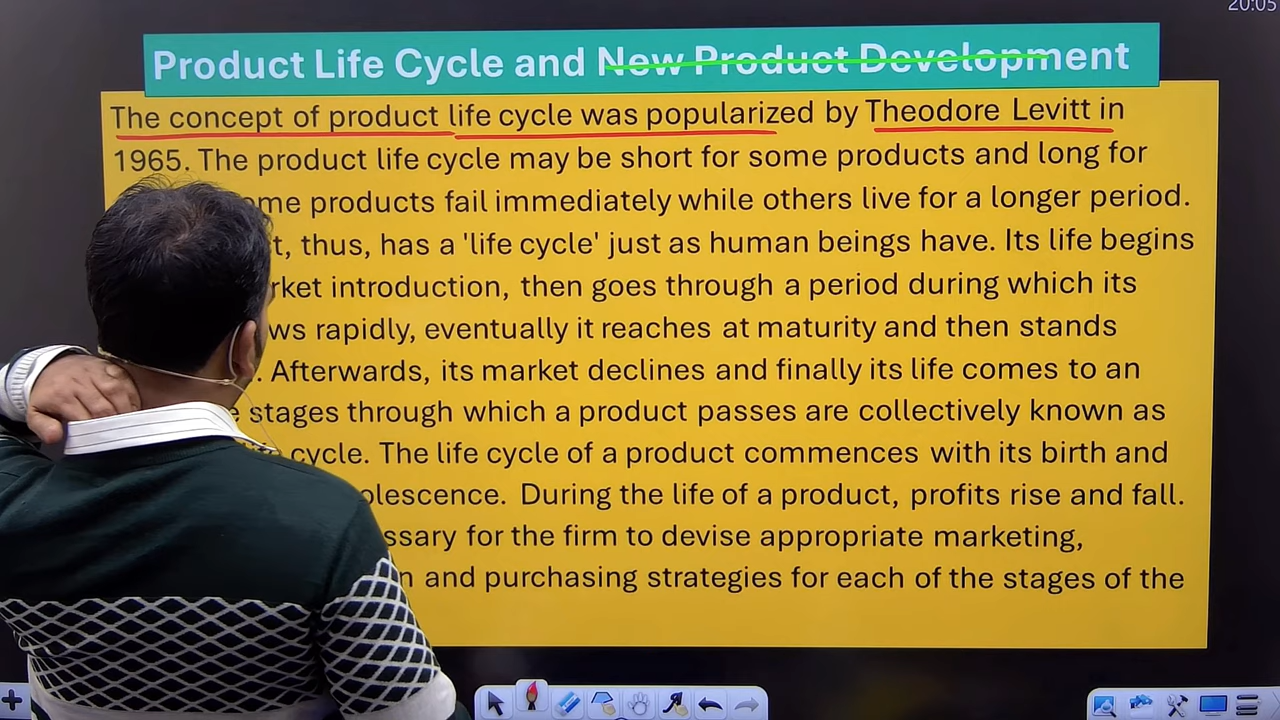 20:05
Product Life Cycle and New Product Development
The concept of product life cycle was popularized by Theodore Levitt in
1965. The product life cycle may be short for some products and long for
products fail immediately while others live for a longer period.
thus, has a 'life cycle' just as human beings have. Its life begins
introduction, then goes through a period during which its
rapidly, eventually it reaches at maturity and then stands
Afterwards, its market declines and finally its life comes to an
stages through which a product passes are collectively known as
cycle. The life cycle of a product commences with its birth and
During the life of a product, profits rise and fall.
for the firm to devise appropriate marketing,
and purchasing strategies for each of the stages of the